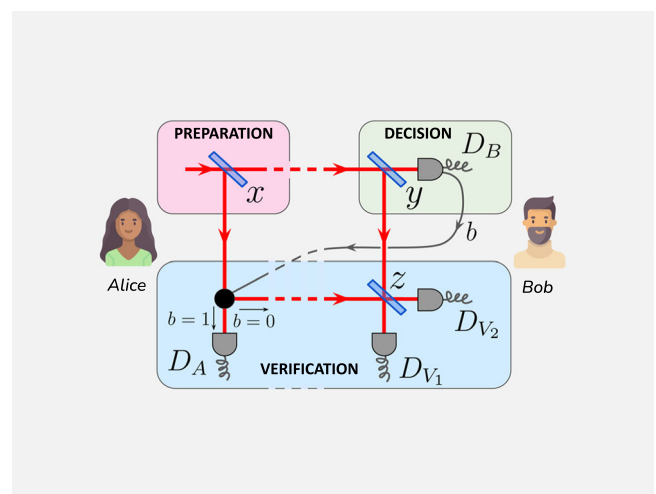 PREPARATION
x
DECISION
D_B
y
b
Alice
Bob
z
b = 1
b = 0
D_A
VERIFICATION
D_{V_1}
D_{V_2}